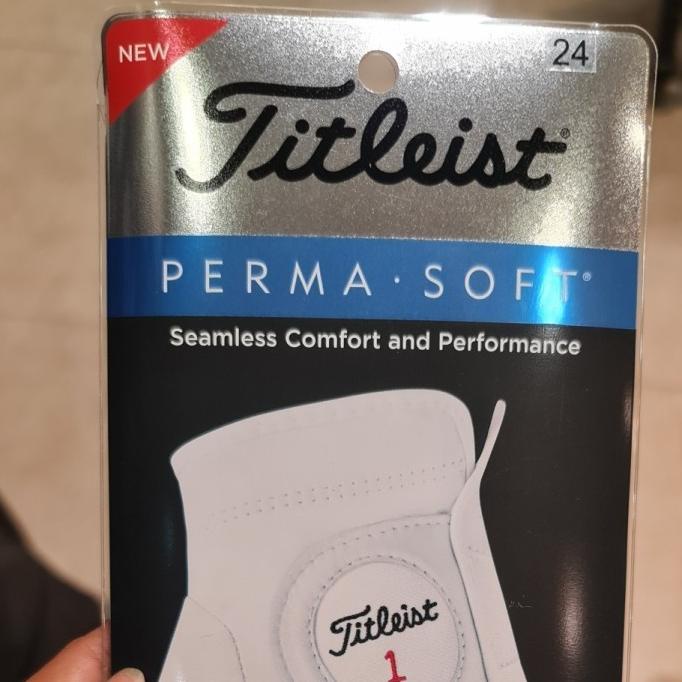 NEW
24
Titleist®
PERMA·SOFT®
Seamless Comfort and Performance
Titleist
1